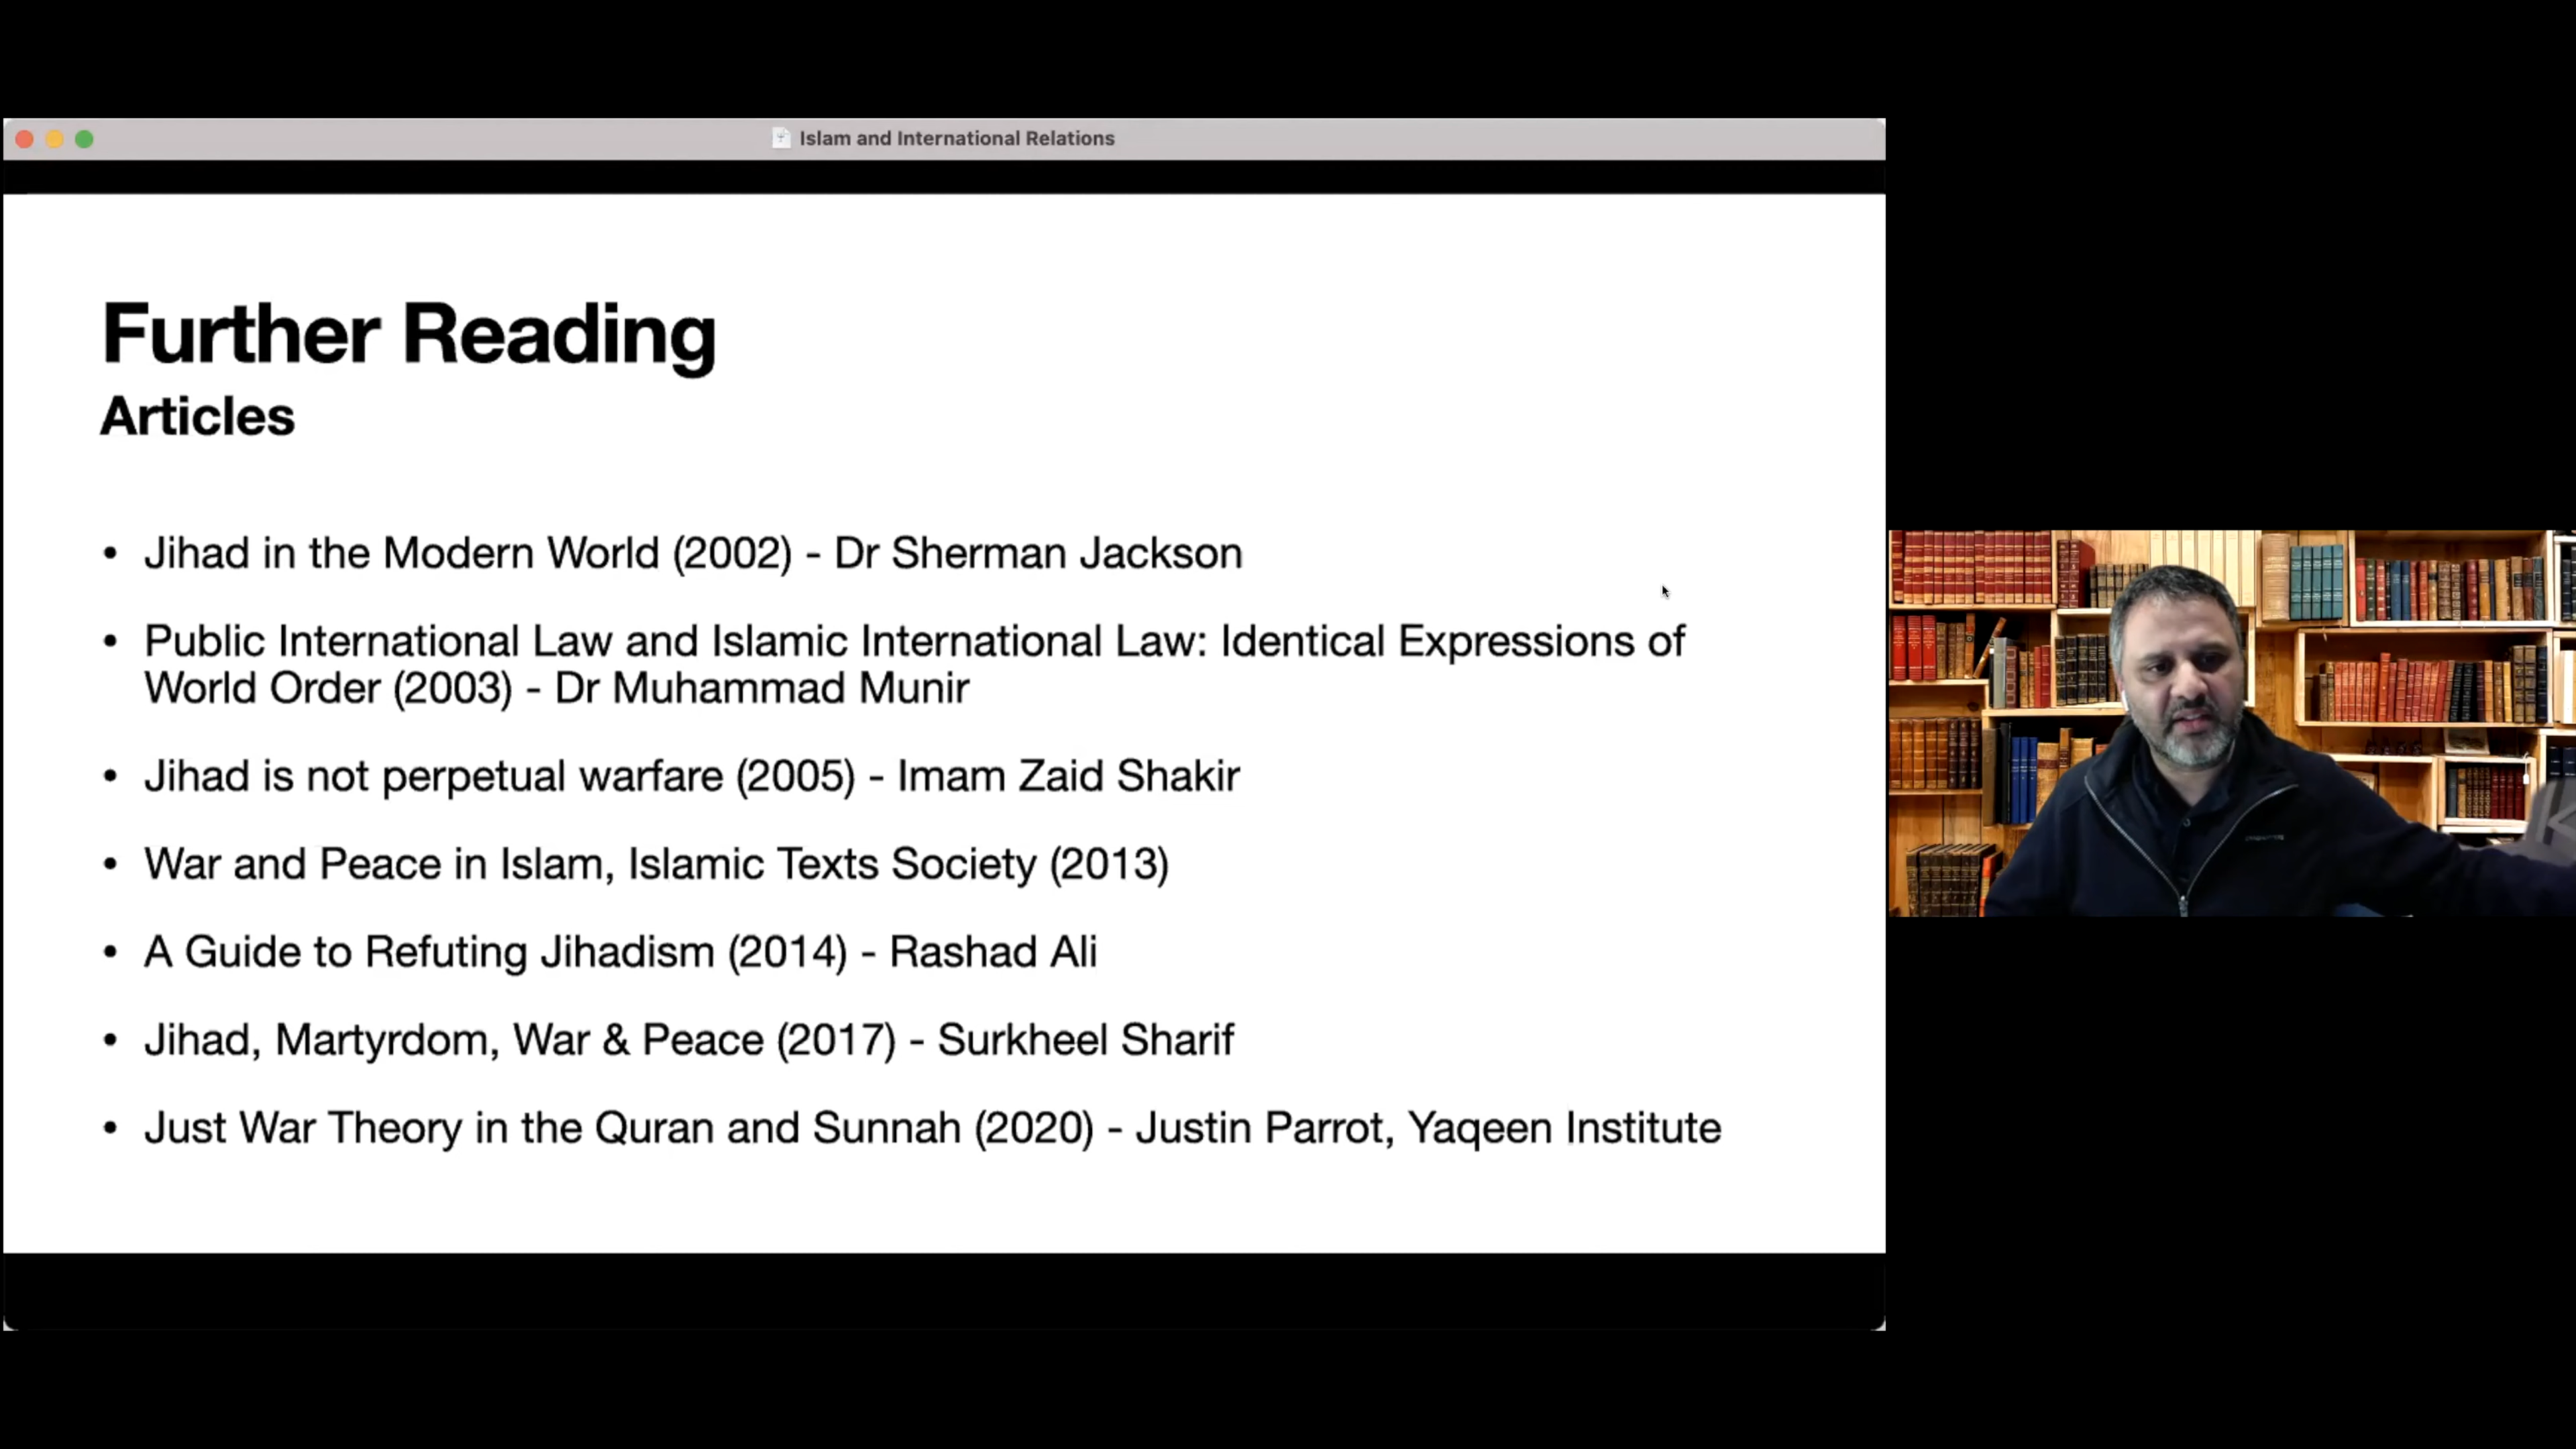 Islam and International Relations
Further Reading
Articles
• Jihad in the Modern World (2002) - Dr Sherman Jackson
• Public International Law and Islamic International Law: Identical Expressions of
World Order (2003) - Dr Muhammad Munir
• Jihad is not perpetual warfare (2005) - Imam Zaid Shakir
• War and Peace in Islam, Islamic Texts Society (2013)
• A Guide to Refuting Jihadism (2014) - Rashad Ali
• Jihad, Martyrdom, War & Peace (2017) - Surkheel Sharif
• Just War Theory in the Quran and Sunnah (2020) - Justin Parrot, Yaqeen Institute